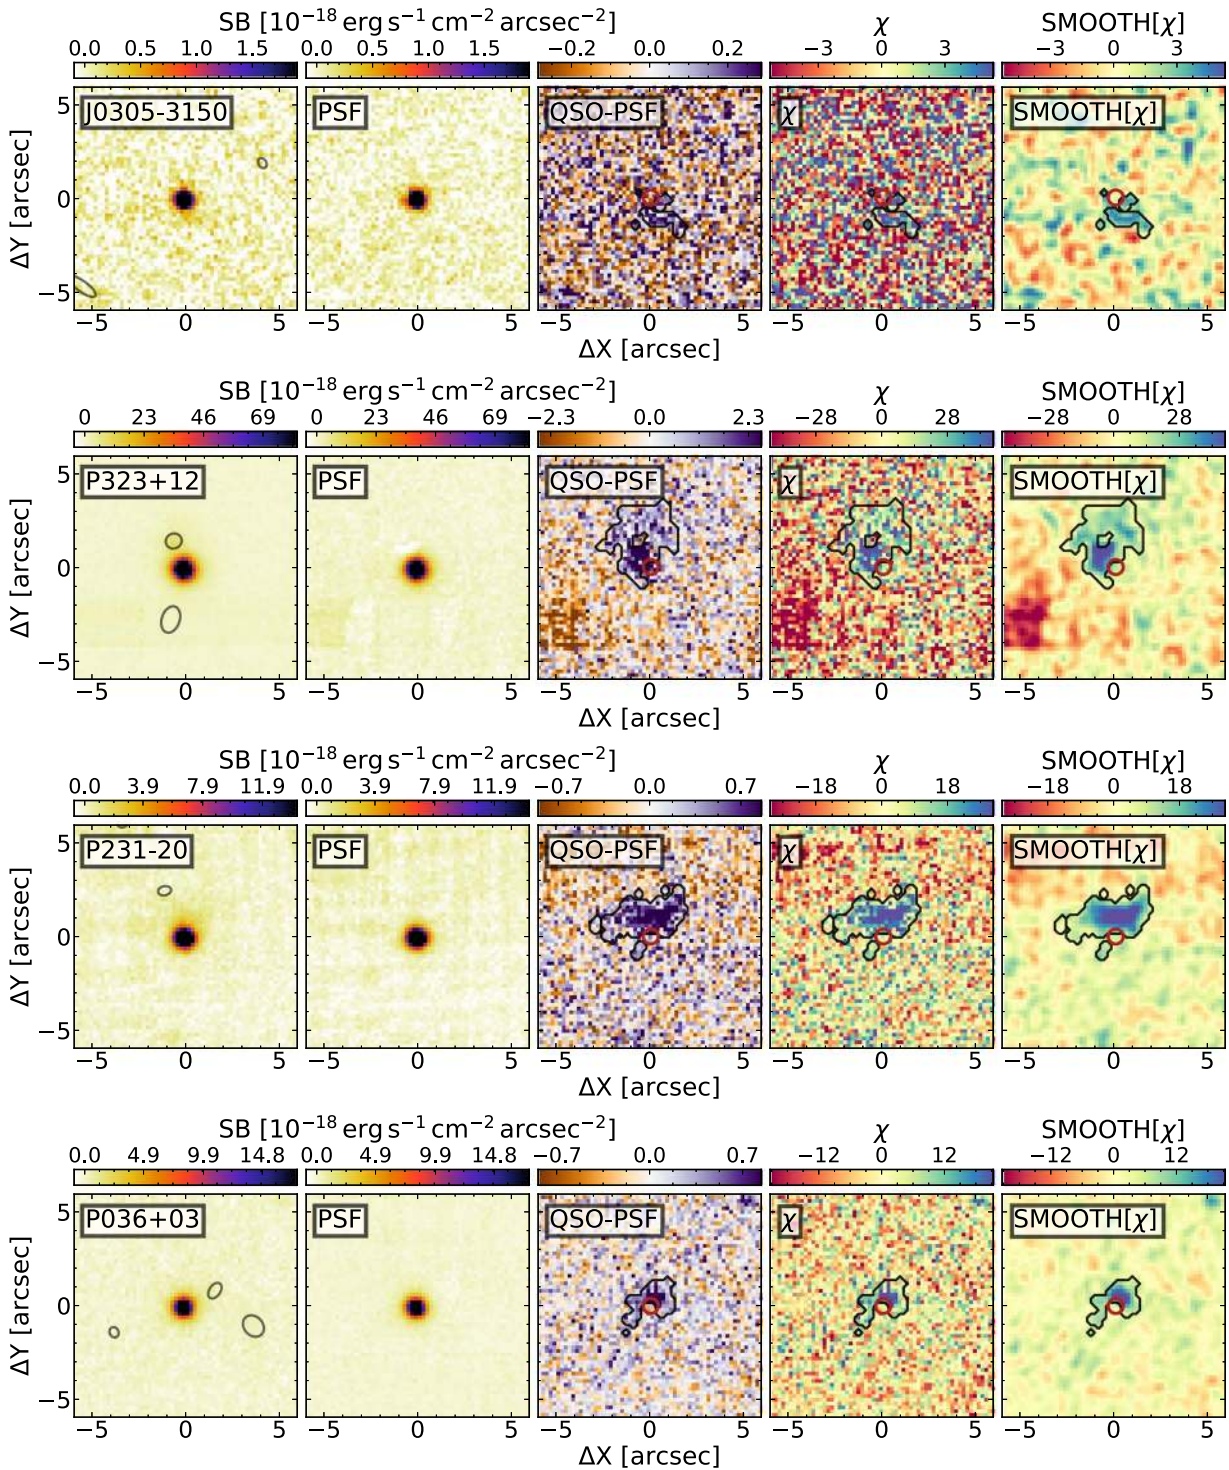 SB [10⁻¹⁸ erg s⁻¹ cm⁻² arcsec⁻²] χ SMOOTH[χ]
0.0 0.5 1.0 1.5 0.0 0.5 1.0 1.5 −0.2 0.0 0.2 −3 0 3 −3 0 3
J0305-3150 PSF QSO-PSF χ SMOOTH[χ]
5
ΔY [arcsec]
0
−5
−5 0 5 −5 0 5 −5 0 5 −5 0 5 −5 0 5
ΔX [arcsec]
SB [10⁻¹⁸ erg s⁻¹ cm⁻² arcsec⁻²] χ SMOOTH[χ]
0 23 46 69 0 23 46 69 −2.3 0.0 2.3 −28 0 28 −28 0 28
P323+12 PSF QSO-PSF χ SMOOTH[χ]
5
ΔY [arcsec]
0
−5
−5 0 5 −5 0 5 −5 0 5 −5 0 5 −5 0 5
ΔX [arcsec]
SB [10⁻¹⁸ erg s⁻¹ cm⁻² arcsec⁻²] χ SMOOTH[χ]
0.0 3.9 7.9 11.9 0.0 3.9 7.9 11.9 −0.7 0.0 0.7 −18 0 18 −18 0 18
P231-20 PSF QSO-PSF χ SMOOTH[χ]
5
ΔY [arcsec]
0
−5
−5 0 5 −5 0 5 −5 0 5 −5 0 5 −5 0 5
ΔX [arcsec]
SB [10⁻¹⁸ erg s⁻¹ cm⁻² arcsec⁻²] χ SMOOTH[χ]
0.0 4.9 9.9 14.8 0.0 4.9 9.9 14.8 −0.7 0.0 0.7 −12 0 12 −12 0 12
P036+03 PSF QSO-PSF χ SMOOTH[χ]
5
ΔY [arcsec]
0
−5
−5 0 5 −5 0 5 −5 0 5 −5 0 5 −5 0 5
ΔX [arcsec]